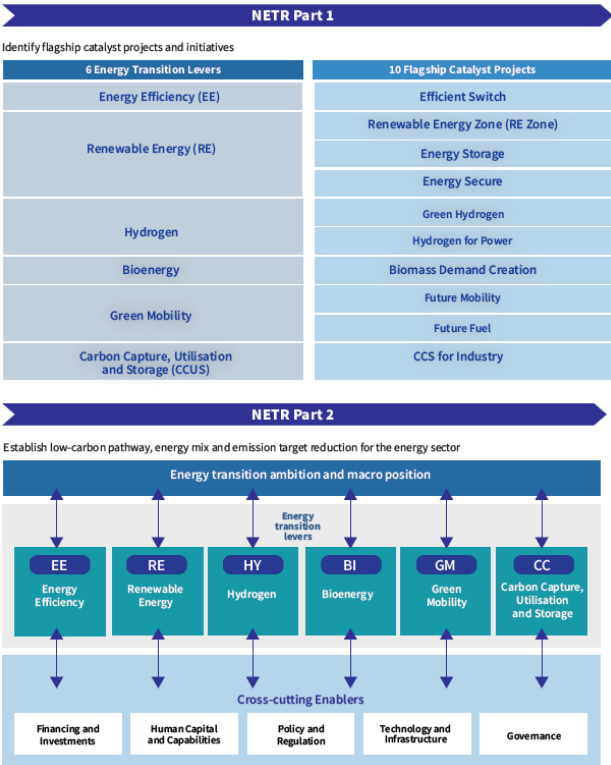 NETR Part 1
Identify flagship catalyst projects and initiatives
6 Energy Transition Levers
10 Flagship Catalyst Projects
Energy Efficiency (EE)
Efficient Switch
Renewable Energy (RE)
Renewable Energy Zone (RE Zone)
Energy Storage
Energy Secure
Hydrogen
Green Hydrogen
Hydrogen for Power
Bioenergy
Biomass Demand Creation
Green Mobility
Future Mobility
Future Fuel
Carbon Capture, Utilisation
and Storage (CCUS)
CCS for Industry
NETR Part 2
Establish low-carbon pathway, energy mix and emission target reduction for the energy sector
Energy transition ambition and macro position
Energy
transition
levers
EE
Energy
Efficiency
RE
Renewable
Energy
HY
Hydrogen
BI
Bioenergy
GM
Green
Mobility
CC
Carbon Capture,
Utilisation
and Storage
Cross-cutting Enablers
Financing and
Investments
Human Capital
and Capabilities
Policy and
Regulation
Technology and
Infrastructure
Governance